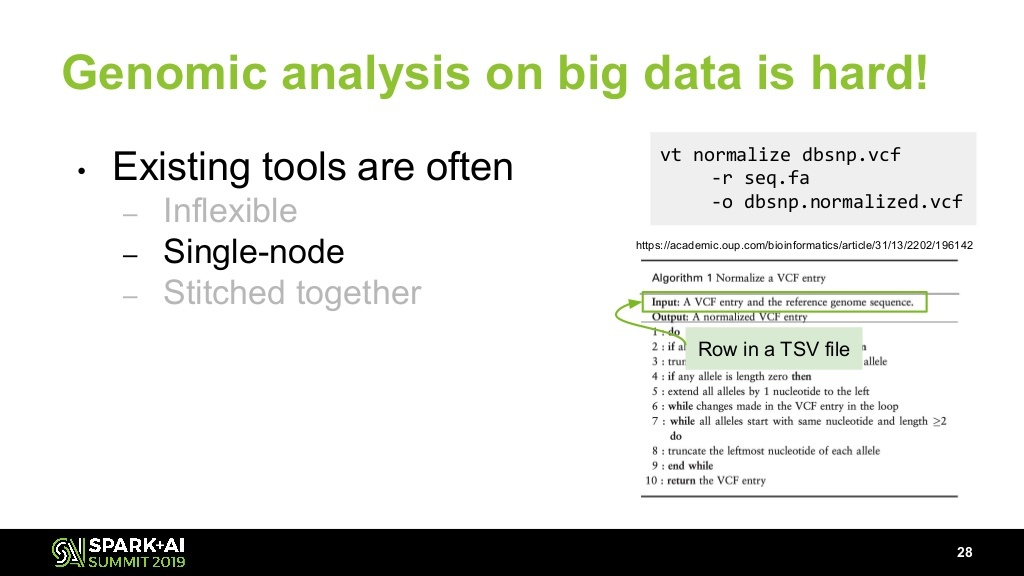 Genomic analysis on big data is hard!
• Existing tools are often
– Inflexible
– Single-node
– Stitched together
vt normalize dbsnp.vcf
-r seq.fa
-o dbsnp.normalized.vcf
https://academic.oup.com/bioinformatics/article/31/13/2202/196142
Algorithm 1 Normalize a VCF entry
Input: A VCF entry and the reference genome sequence.
Output: A normalized VCF entry
1 : do
2 : if
3 : allele
Row in a TSV file
4 : if any allele is length zero then
5 : extend all alleles by 1 nucleotide to the left
6 : while changes made in the VCF entry in the loop
7 : while all alleles start with same nucleotide and length ≥2
do
8 : truncate the leftmost nucleotide of each allele
9 : end while
10 : return the VCF entry
SPARK+AI
SUMMIT 2019
28